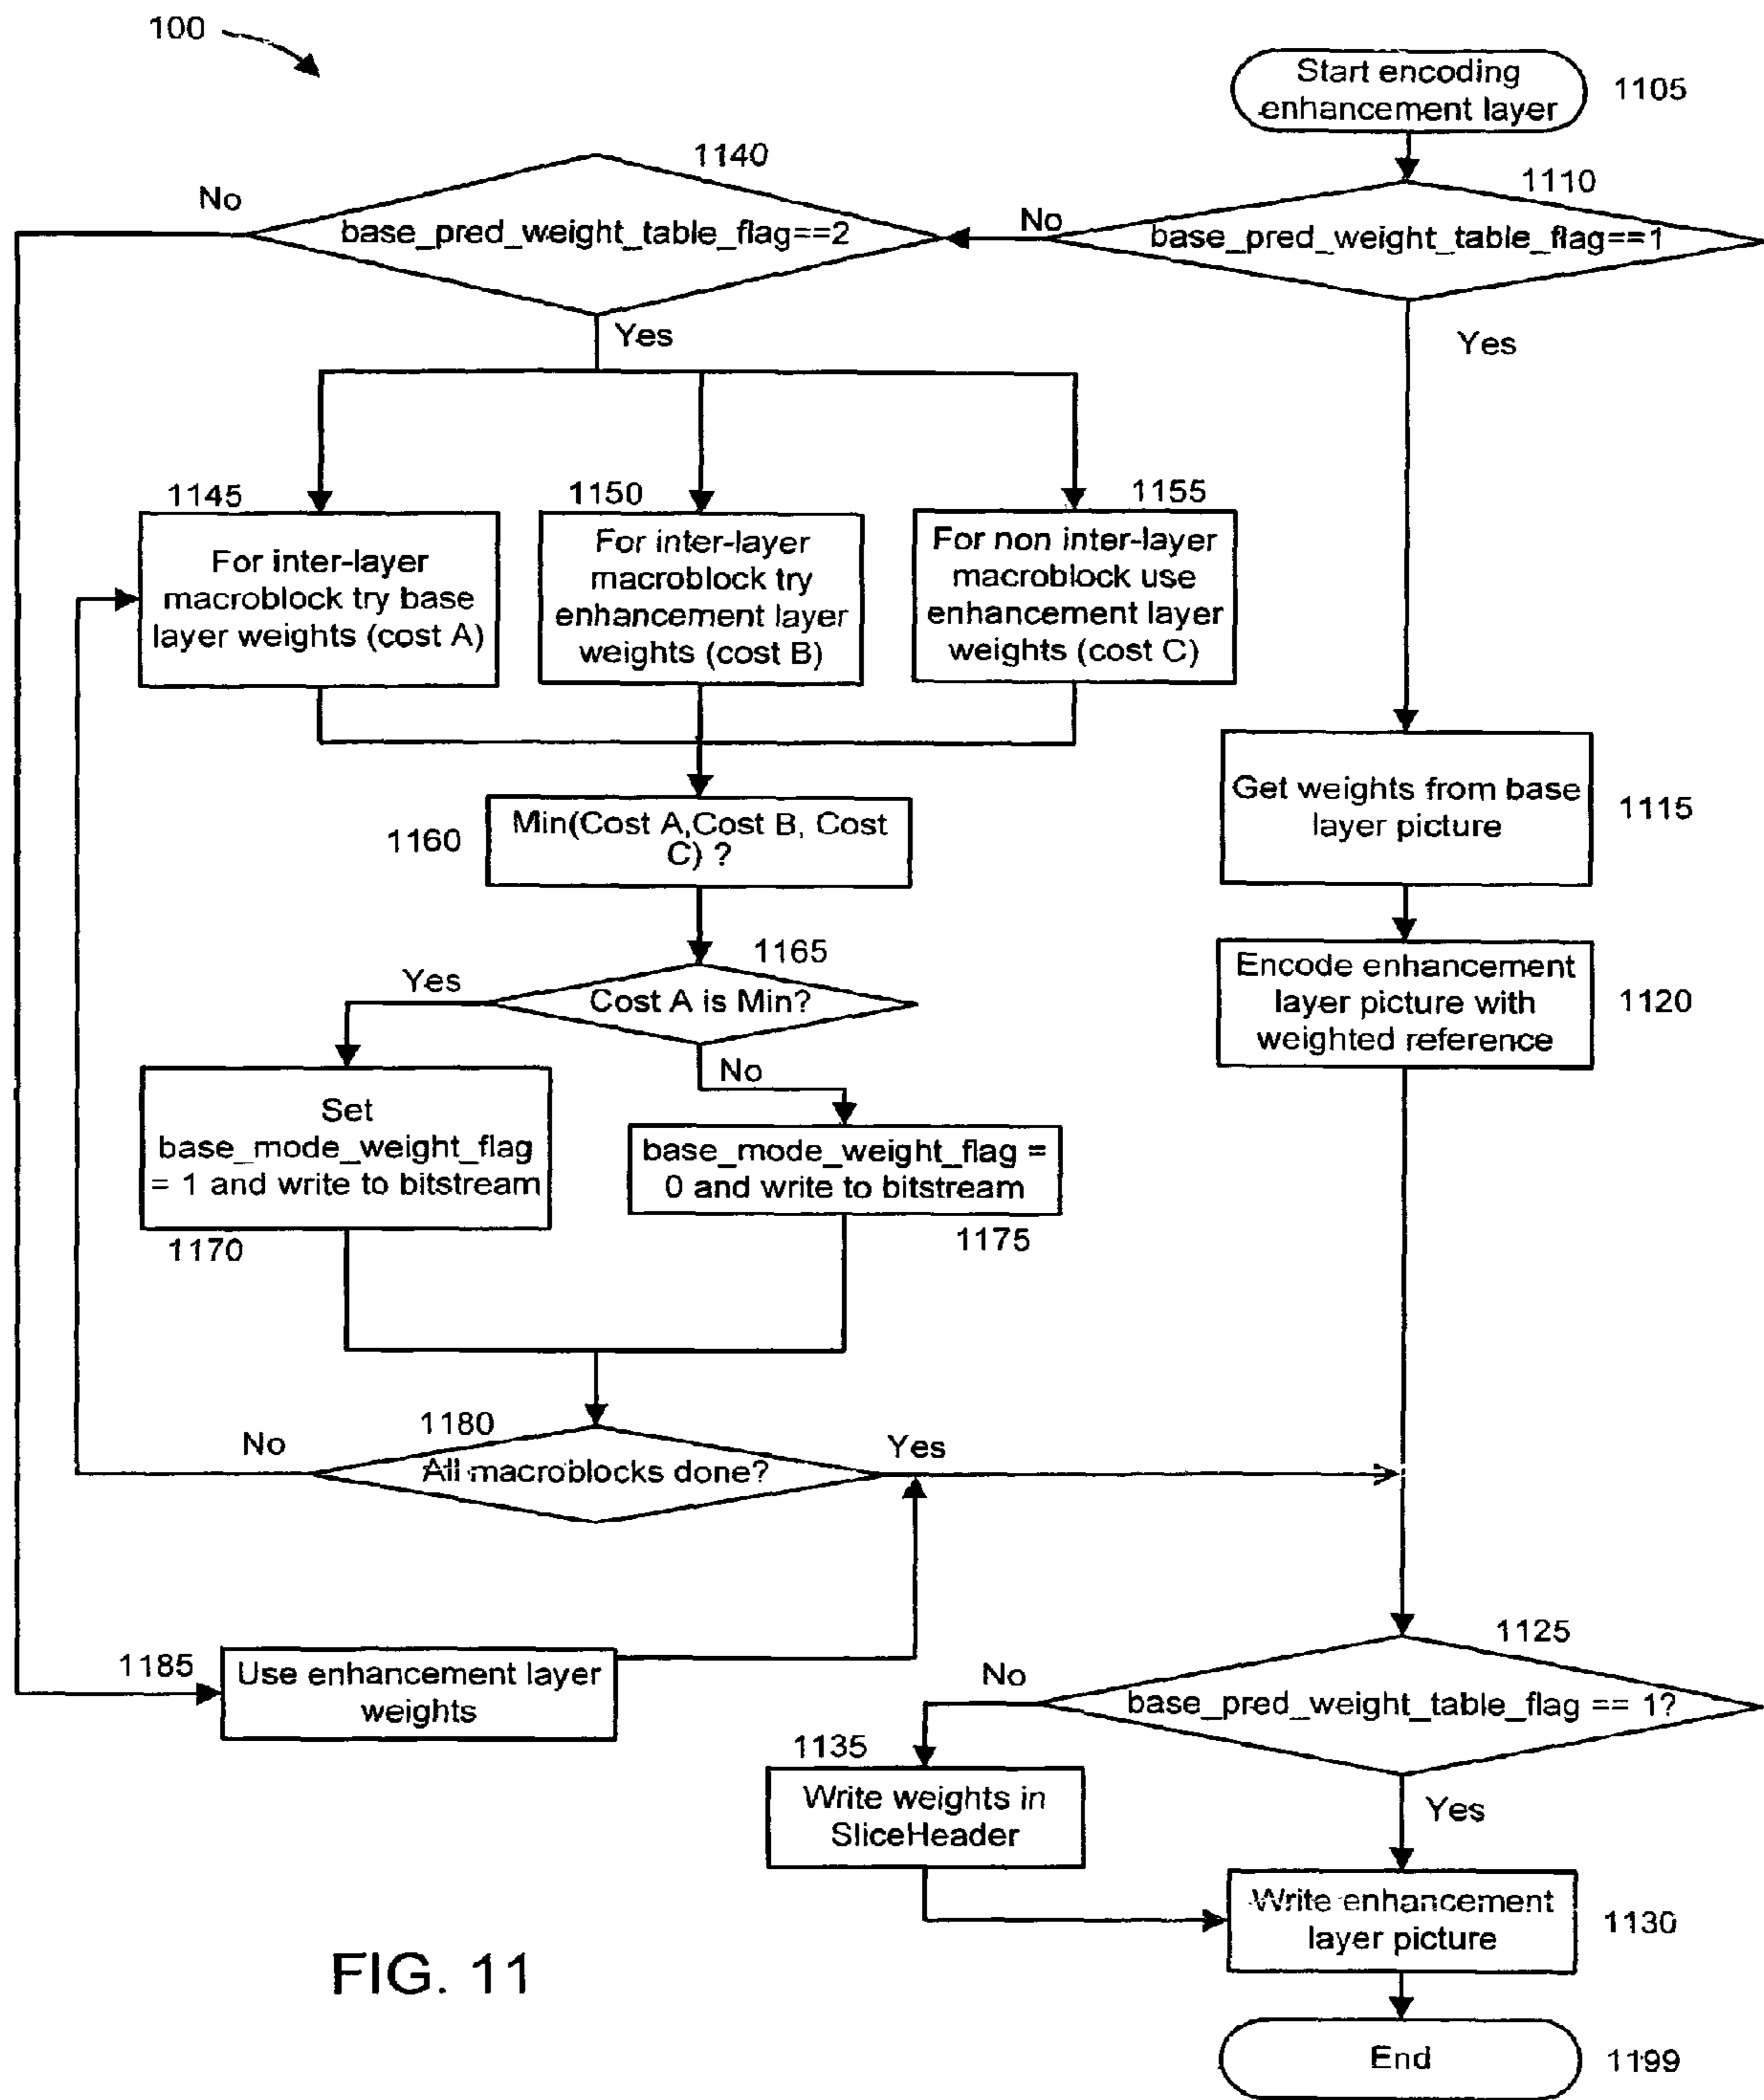 100
Start encoding
enhancement layer
1105
1140
1110
No
base_pred_weight_table_flag==2
No
base_pred_weight_table_flag==1
Yes
Yes
1145
1150
1155
For inter-layer
macroblock try base
layer weights (cost A)
For inter-layer
macroblock try
enhancement layer
weights (cost B)
For non inter-layer
macroblock use
enhancement layer
weights (cost C)
Get weights from base
layer picture
1115
1160
Min(Cost A,Cost B, Cost
C) ?
1165
Yes
Cost A is Min?
No
Encode enhancement
layer picture with
weighted reference
1120
Set
base_mode_weight_flag
= 1 and write to bitstream
1170
base_mode_weight_flag =
0 and write to bitstream
1175
1180
No
All macroblocks done?
Yes
1185
Use enhancement layer
weights
1125
No
base_pred_weight_table_flag == 1?
1135
Write weights in
SliceHeader
Yes
Write enhancement
layer picture
1130
FIG. 11
End
1199